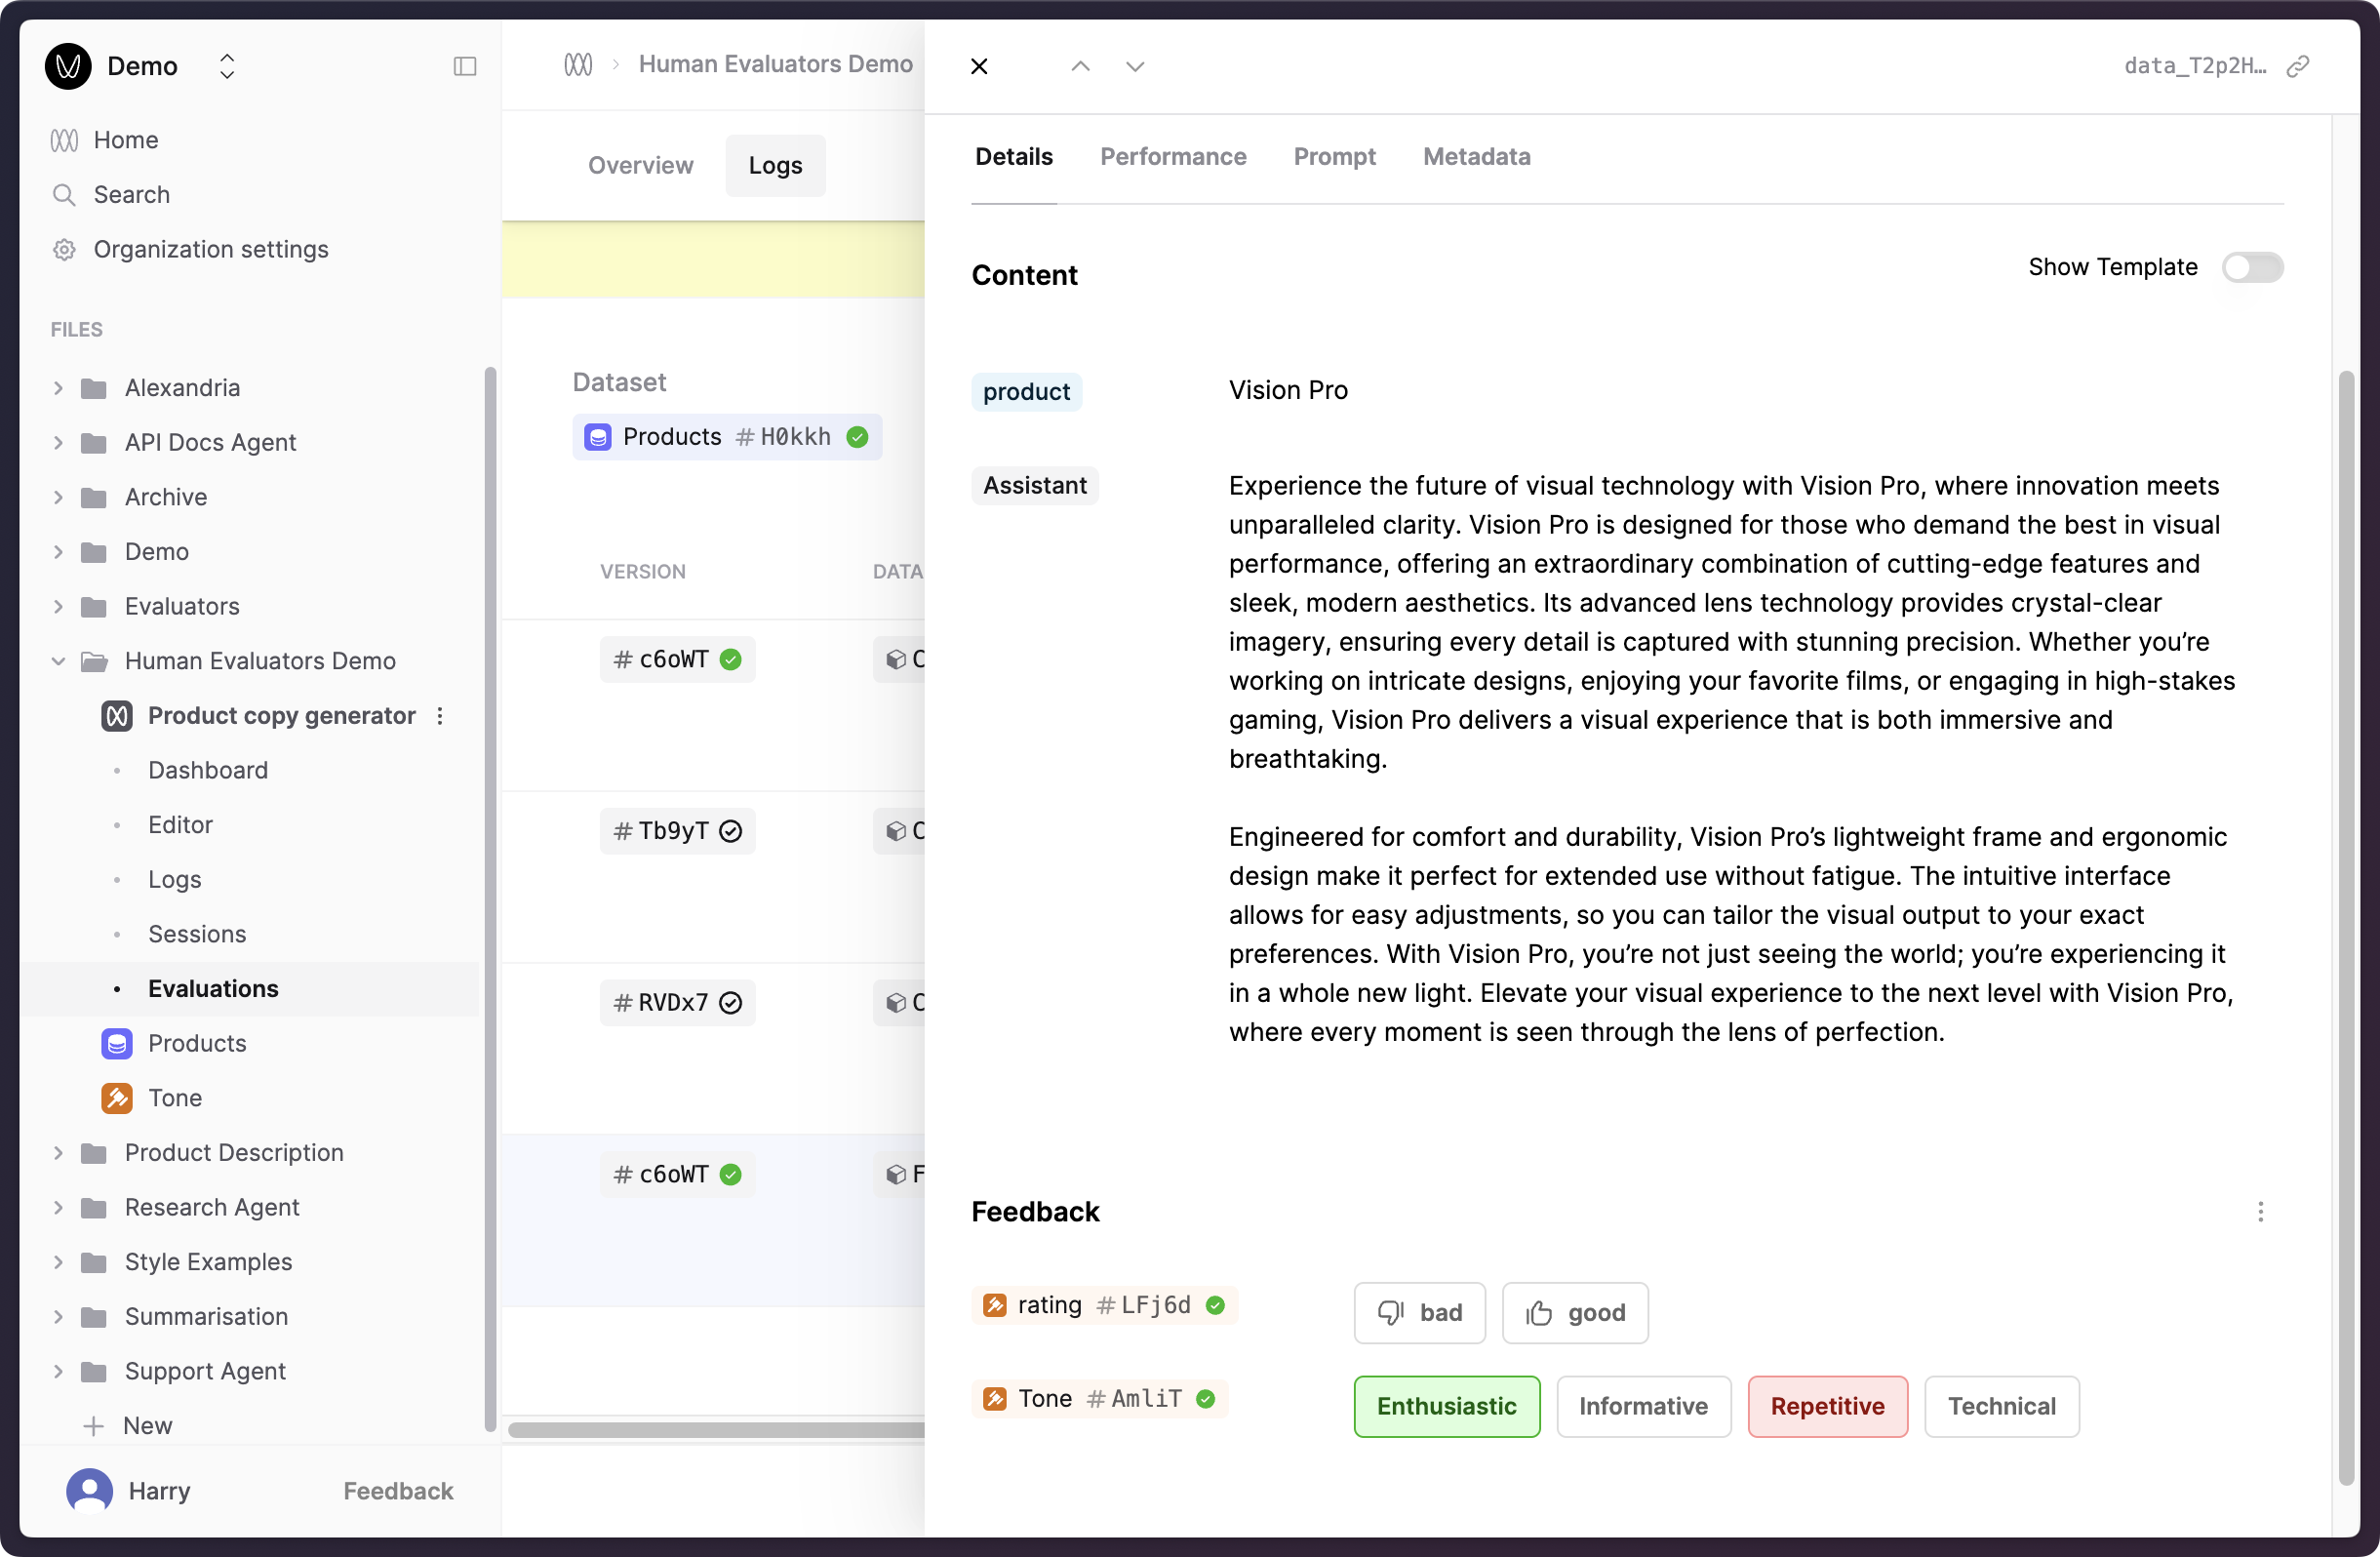 Demo
Home
Search
Organization settings
FILES
Alexandria
API Docs Agent
Archive
Demo
Evaluators
Human Evaluators Demo
Product copy generator
Dashboard
Editor
Logs
Sessions
Evaluations
Products
Tone
Product Description
Research Agent
Style Examples
Summarisation
Support Agent
New
Harry
Feedback
Human Evaluators Demo
Overview
Logs
Dataset
Products # H0kkh
VERSION
DATA
# c6oWT
# Tb9yT
# RVDx7
# c6oWT
data_T2p2H…
Details
Performance
Prompt
Metadata
Content
Show Template
product
Vision Pro
Assistant
Experience the future of visual technology with Vision Pro, where innovation meets
unparalleled clarity. Vision Pro is designed for those who demand the best in visual
performance, offering an extraordinary combination of cutting-edge features and
sleek, modern aesthetics. Its advanced lens technology provides crystal-clear
imagery, ensuring every detail is captured with stunning precision. Whether you’re
working on intricate designs, enjoying your favorite films, or engaging in high-stakes
gaming, Vision Pro delivers a visual experience that is both immersive and
breathtaking.
Engineered for comfort and durability, Vision Pro’s lightweight frame and ergonomic
design make it perfect for extended use without fatigue. The intuitive interface
allows for easy adjustments, so you can tailor the visual output to your exact
preferences. With Vision Pro, you’re not just seeing the world; you’re experiencing it
in a whole new light. Elevate your visual experience to the next level with Vision Pro,
where every moment is seen through the lens of perfection.
Feedback
rating # LFj6d
bad
good
Tone # AmliT
Enthusiastic
Informative
Repetitive
Technical